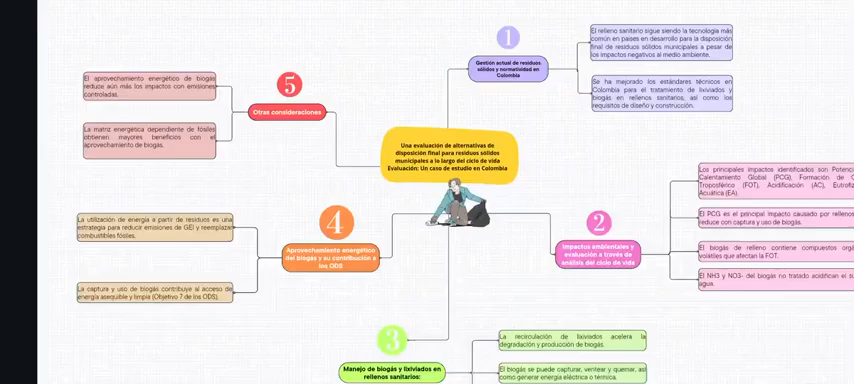 1
El relleno sanitario sigue siendo la tecnología más
común en países en desarrollo para la disposición
final de residuos sólidos municipales a pesar de
los impactos negativos al medio ambiente.
Gestión actual de residuos
sólidos y normatividad en
Colombia
Se ha mejorado los estándares técnicos en
Colombia para el tratamiento de lixiviados y
biogás en rellenos sanitarios, así como los
requisitos de diseño y construcción.
5
El aprovechamiento energético de biogás
reduce aún más los impactos con emisiones
controladas.
Otras consideraciones
La matriz energética dependiente de fósiles
obtienen mayores beneficios con el
aprovechamiento de biogás.
Una evaluación de alternativas de
disposición final para residuos sólidos
municipales a lo largo del ciclo de vida
Evaluación: Un caso de estudio en Colombia
2
Los principales impactos identificados son
Calentamiento Global (PCG), Formación de
Troposférico (FOT), Acidificación (AC),
Acuática (EA).
El PCG es el principal impacto causado por
reduce con captura y uso de biogás.
Impactos ambientales y
evaluación a través de
análisis del ciclo de vida
El biogás de relleno contiene compuestos
volátiles que afectan la FOT.
El NH3 y NO3- del biogás no tratado acidifican el
agua.
4
La utilización de energía a partir de residuos es una
estrategia para reducir emisiones de GEI y reemplazar
combustibles fósiles.
Aprovechamiento energético
del biogás y su contribución a
los ODS
La captura y uso de biogás contribuye al acceso de
energía asequible y limpia (Objetivo 7 de los ODS).
3
Manejo de biogás y lixiviados en
rellenos sanitarios:
La recirculación de lixiviados acelera la
degradación y producción de biogás.
El biogás se puede capturar, ventear y quemar, así
como generar energía eléctrica o térmica.